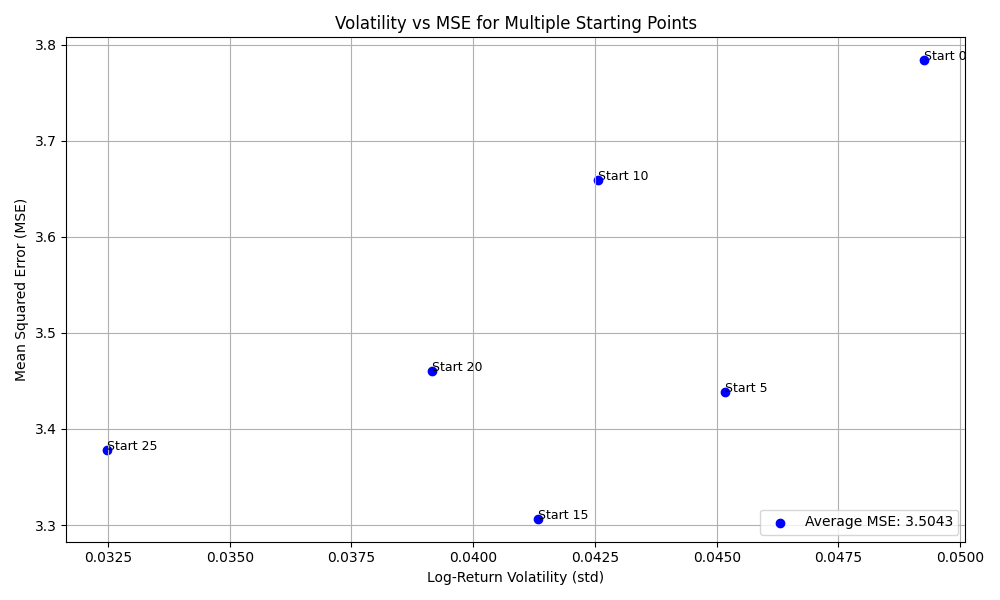 Volatility vs MSE for Multiple Starting Points
Mean Squared Error (MSE)
3.8
3.7
3.6
3.5
3.4
3.3
Start 0
Start 10
Start 20
Start 5
Start 25
Start 15
Average MSE: 3.5043
0.0325
0.0350
0.0375
0.0400
0.0425
0.0450
0.0475
0.0500
Log-Return Volatility (std)